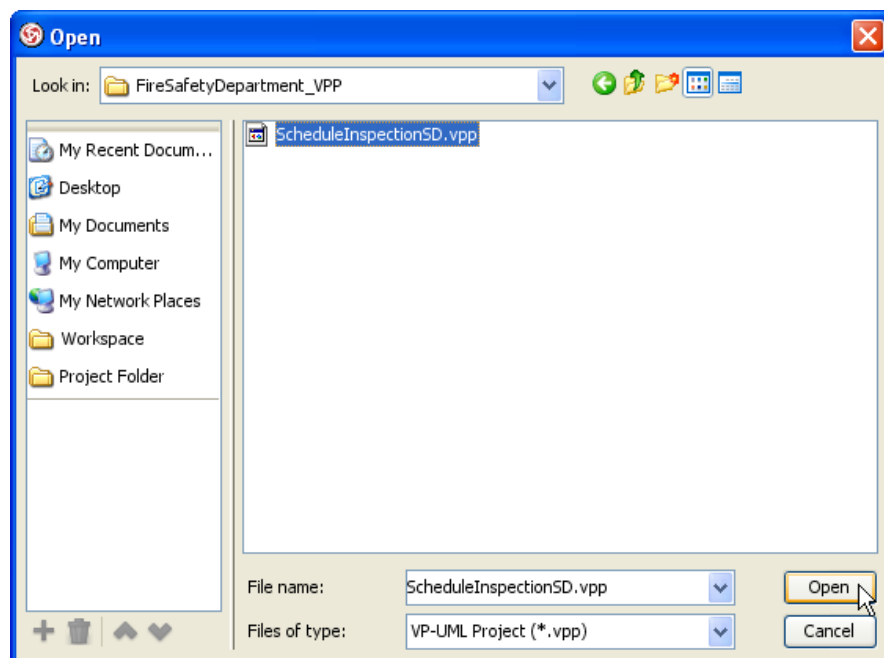 Open
Look in: FireSafetyDepartment_VPP
ScheduleInspectionSD.vpp
My Recent Docum...
Desktop
My Documents
My Computer
My Network Places
Workspace
Project Folder
File name: ScheduleInspectionSD.vpp Open
Files of type: VP-UML Project (*.vpp) Cancel